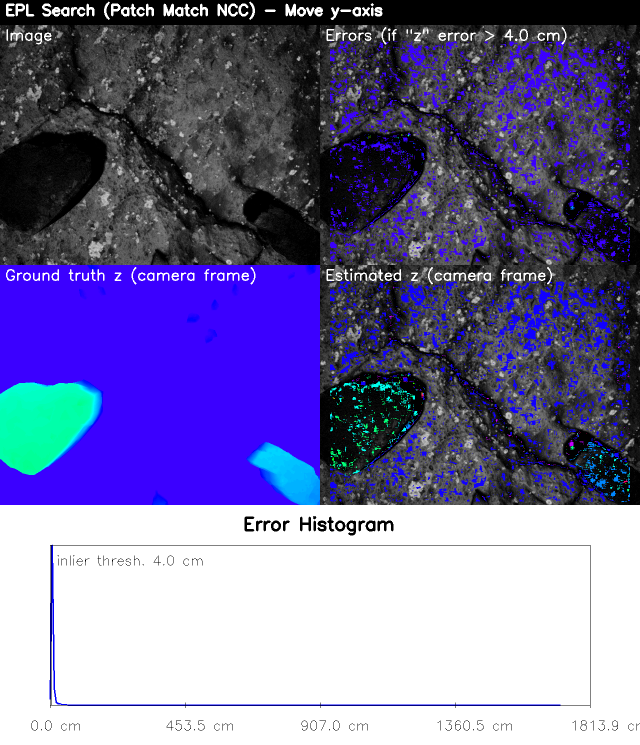 EPL Search (Patch Match NCC) - Move y-axis
Image
Errors (if "z" error > 4.0 cm)
Ground truth z (camera frame)
Estimated z (camera frame)
Error Histogram
inlier thresh. 4.0 cm
0.0 cm 453.5 cm 907.0 cm 1360.5 cm 1813.9 c